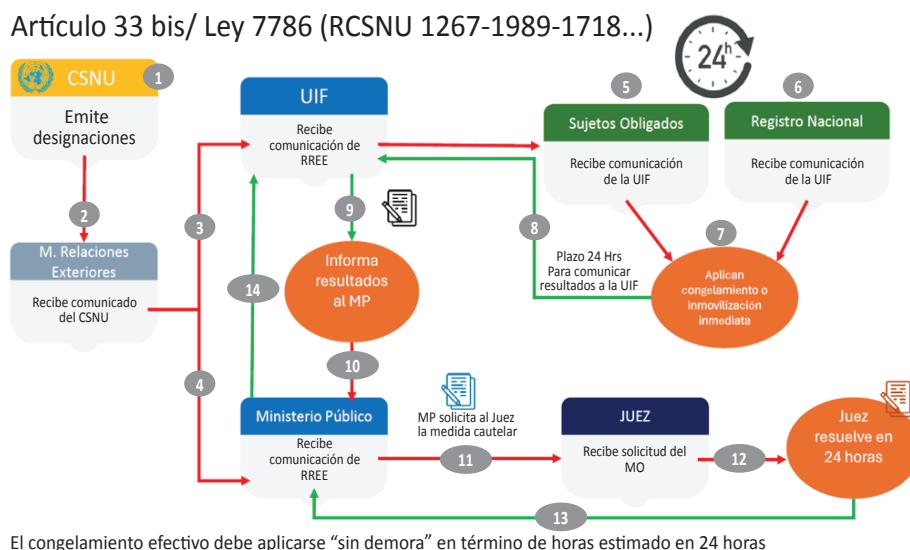 Artículo 33 bis/ Ley 7786 (RCSNU 1267-1989-1718...)
24h
CSNU
1
Emite
designaciones
2
M. Relaciones
Exteriores
Recibe comunicado
del CSNU
3
4
UIF
Recibe
comunicación de
RREE
5
Sujetos Obligados
Recibe comunicación
de la UIF
6
Registro Nacional
Recibe comunicación
de la UIF
7
Aplican
congelamiento o
inmovilización
inmediata
8
Plazo 24 Hrs
Para comunicar
resultados a la UIF
9
Informa
resultados
al MP
10
14
Ministerio Público
Recibe
comunicación de
RREE
MP solicita al Juez
la medida cautelar
11
JUEZ
Recibe solicitud del
MO
12
Juez
resuelve en
24 horas
13
El congelamiento efectivo debe aplicarse “sin demora” en término de horas estimado en 24 horas